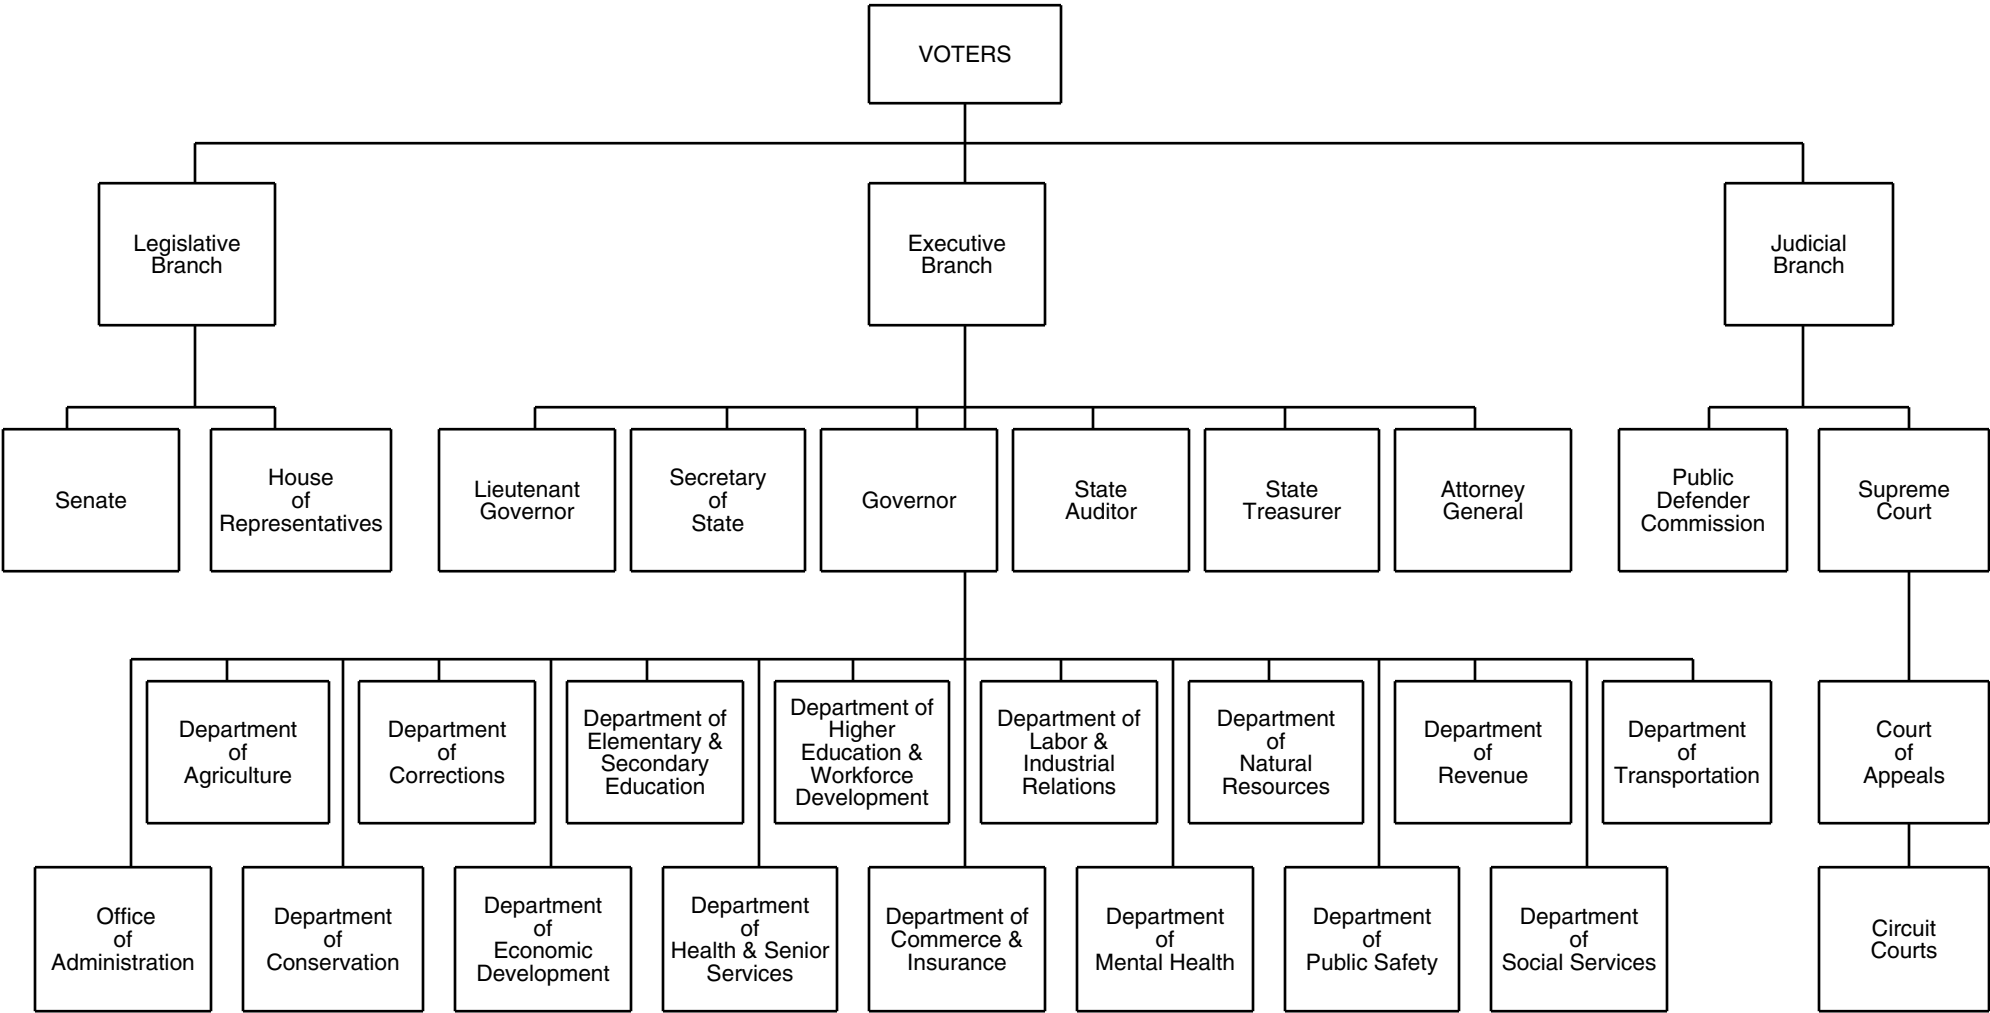 VOTERS
Legislative
Branch
Executive
Branch
Judicial
Branch
Senate
House
of
Representatives
Lieutenant
Governor
Secretary
of
State
Governor
State
Auditor
State
Treasurer
Attorney
General
Public
Defender
Commission
Supreme
Court
Department
of
Agriculture
Department
of
Corrections
Department of
Elementary &
Secondary
Education
Department of
Higher
Education &
Workforce
Development
Department of
Labor &
Industrial
Relations
Department
of
Natural
Resources
Department
of
Revenue
Department
of
Transportation
Court
of
Appeals
Office
of
Administration
Department
of
Conservation
Department
of
Economic
Development
Department
of
Health & Senior
Services
Department of
Commerce &
Insurance
Department
of
Mental Health
Department
of
Public Safety
Department
of
Social Services
Circuit
Courts